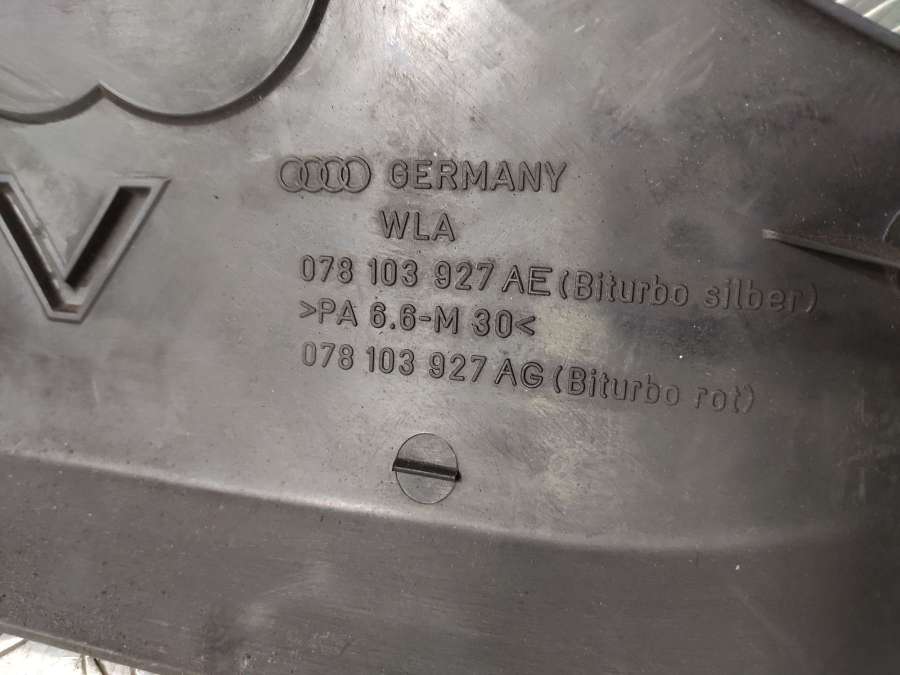 GERMANY
WLA
078 103 927 AE (Biturbo silber)
>PA 6.6-M 30<
078 103 927 AG (Biturbo rot)
V